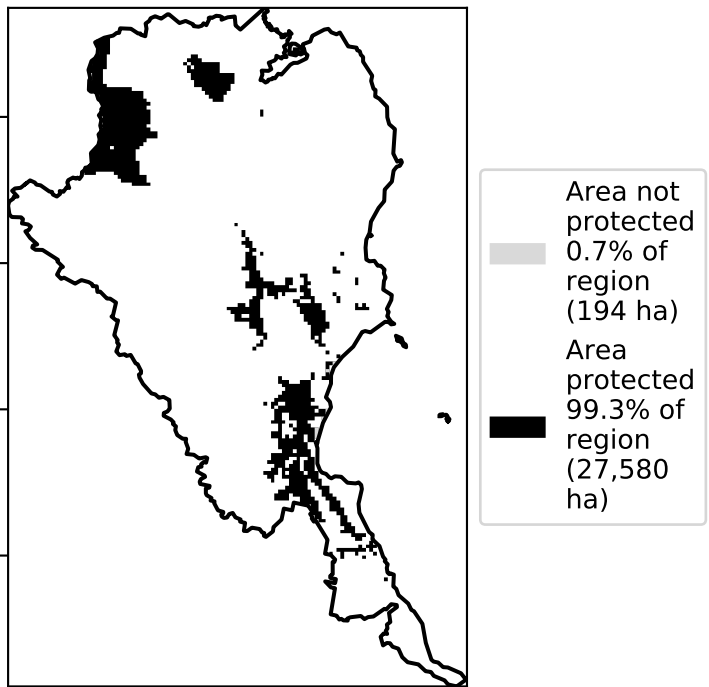 Area not
protected
0.7% of
region
(194 ha)
Area
protected
99.3% of
region
(27,580
ha)